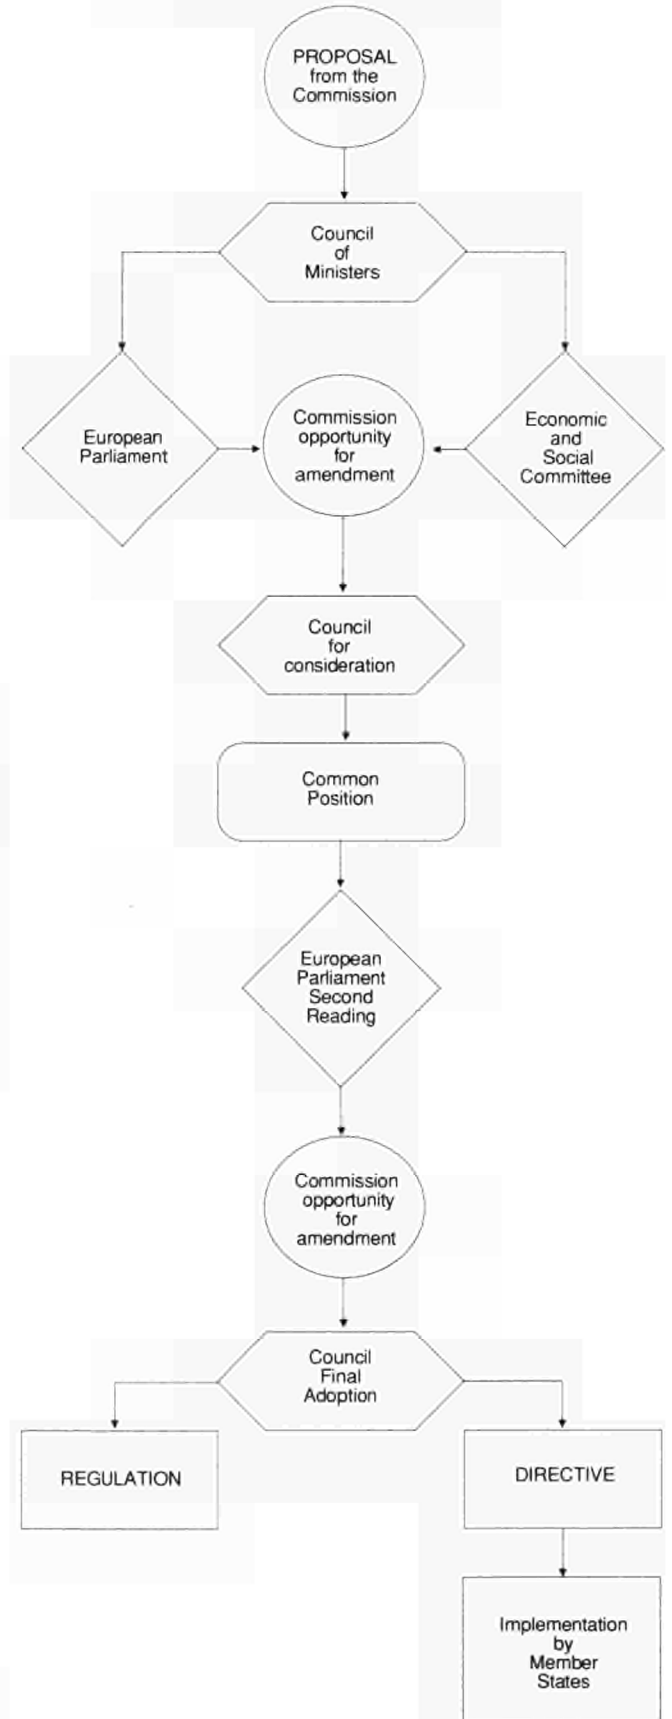 PROPOSAL
from the
Commission
Council
of
Ministers
European
Parliament
Commission
opportunity
for
amendment
Economic
and
Social
Committee
Council
for
consideration
Common
Position
European
Parliament
Second
Reading
Commission
opportunity
for
amendment
Council
Final
Adoption
REGULATION
DIRECTIVE
Implementation
by
Member
States